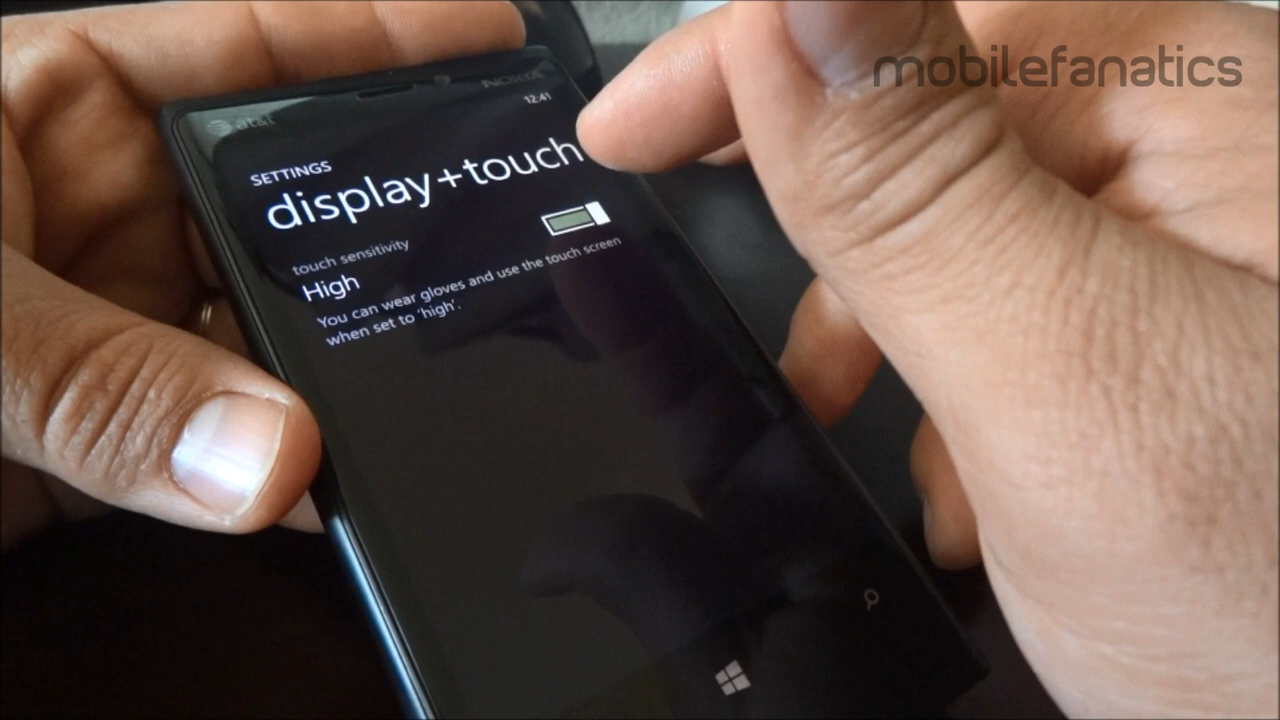 mobilefanatics
NOKIA
at&t
12:41
SETTINGS
display+touch
touch sensitivity
High
You can wear gloves and use the touch screen
when set to 'high'.